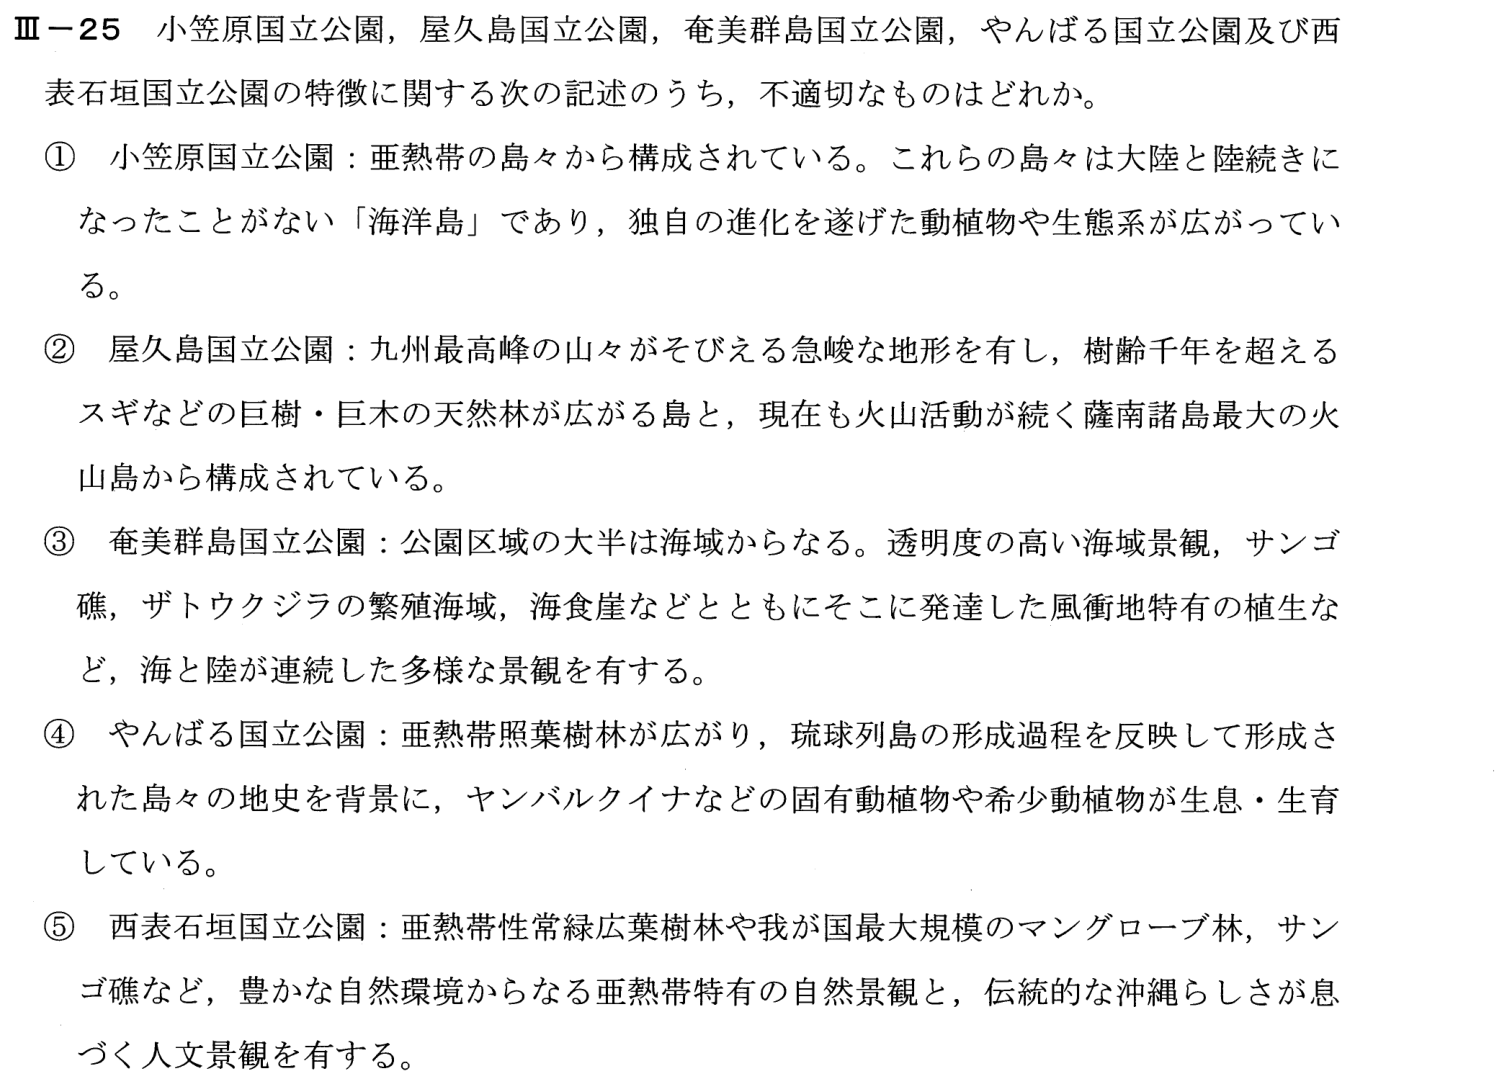 Ⅲ－25　小笠原国立公園，屋久島国立公園，奄美群島国立公園，やんばる国立公園及び西
表石垣国立公園の特徴に関する次の記述のうち，不適切なものはどれか。
①　小笠原国立公園：亜熱帯の島々から構成されている。これらの島々は大陸と陸続きに
なったことがない「海洋島」であり，独自の進化を遂げた動植物や生態系が広がってい
る。
②　屋久島国立公園：九州最高峰の山々がそびえる急峻な地形を有し，樹齢千年を超える
スギなどの巨樹・巨木の天然林が広がる島と，現在も火山活動が続く薩南諸島最大の火
山島から構成されている。
③　奄美群島国立公園：公園区域の大半は海域からなる。透明度の高い海域景観，サンゴ
礁，ザトウクジラの繁殖海域，海食崖などとともにそこに発達した風衝地特有の植生な
ど，海と陸が連続した多様な景観を有する。
④　やんばる国立公園：亜熱帯照葉樹林が広がり，琉球列島の形成過程を反映して形成さ
れた島々の地史を背景に，ヤンバルクイナなどの固有動植物や希少動植物が生息・生育
している。
⑤　西表石垣国立公園：亜熱帯性常緑広葉樹林や我が国最大規模のマングローブ林，サン
ゴ礁など，豊かな自然環境からなる亜熱帯特有の自然景観と，伝統的な沖縄らしさが息
づく人文景観を有する。